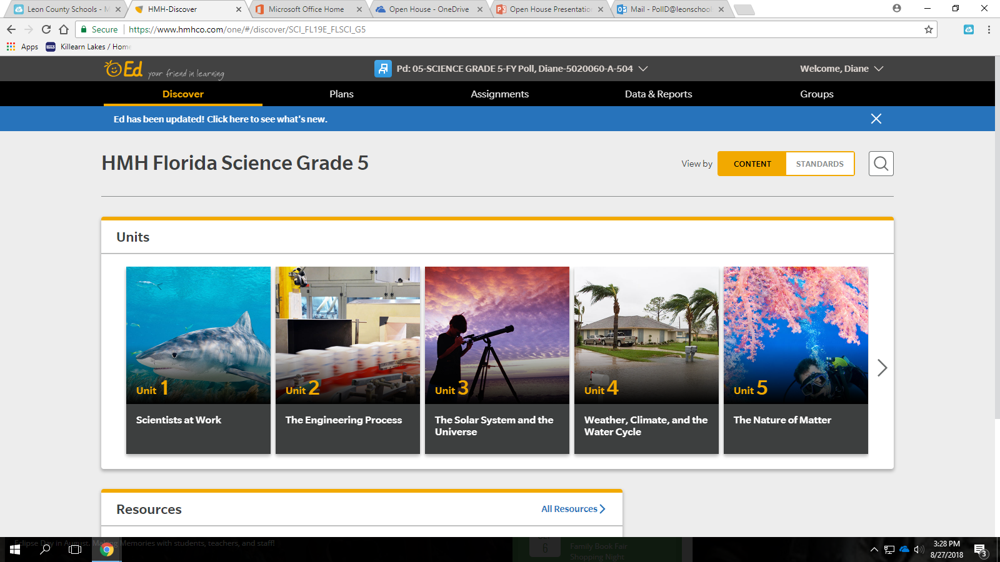 Leon County Schools - M
HMH-Discover
Microsoft Office Home
Open House - OneDrive
Open House Presentatio
Mail - PollD@leonschool
Secure
https://www.hmhco.com/one/#/discover/SCI_FL19E_FLSCI_G5
Apps
Killearn Lakes / Home
Ed your friend in learning
Pd: 05-SCIENCE GRADE 5-FY Poll, Diane-5020060-A-504
Welcome, Diane
Discover
Plans
Assignments
Data & Reports
Groups
Ed has been updated! Click here to see what's new.
HMH Florida Science Grade 5
View by
CONTENT
STANDARDS
Units
Unit 1
Scientists at Work
Unit 2
The Engineering Process
Unit 3
The Solar System and the
Universe
Unit 4
Weather, Climate, and the
Water Cycle
Unit 5
The Nature of Matter
Resources
All Resources
Eclipse Day in August. Making Memories with students, teachers, and staff!
6
Family Book Fair
Shopping Night
3:28 PM
8/27/2018
3